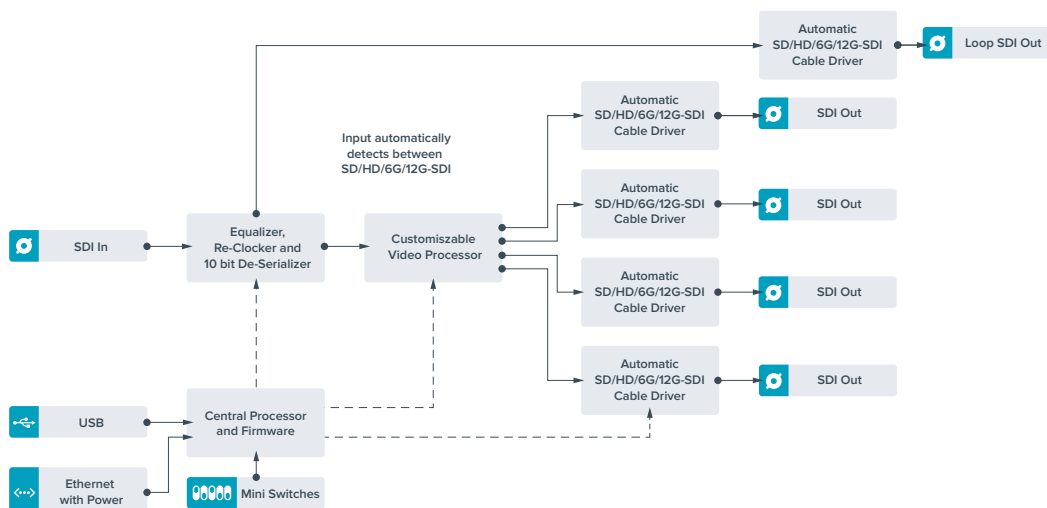 Automatic
SD/HD/6G/12G-SDI
Cable Driver
Loop SDI Out
Automatic
SD/HD/6G/12G-SDI
Cable Driver
SDI Out
Input automatically
detects between
SD/HD/6G/12G-SDI
Automatic
SD/HD/6G/12G-SDI
Cable Driver
SDI Out
SDI In
Equalizer,
Re-Clocker and
10 bit De-Serializer
Customiszable
Video Processor
Automatic
SD/HD/6G/12G-SDI
Cable Driver
SDI Out
Automatic
SD/HD/6G/12G-SDI
Cable Driver
SDI Out
USB
Central Processor
and Firmware
Ethernet
with Power
Mini Switches